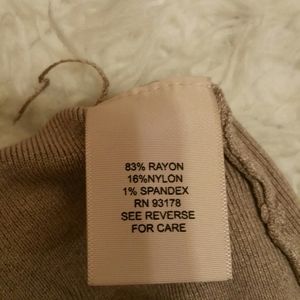 83% RAYON
16%NYLON
1% SPANDEX
RN 93178
SEE REVERSE
FOR CARE